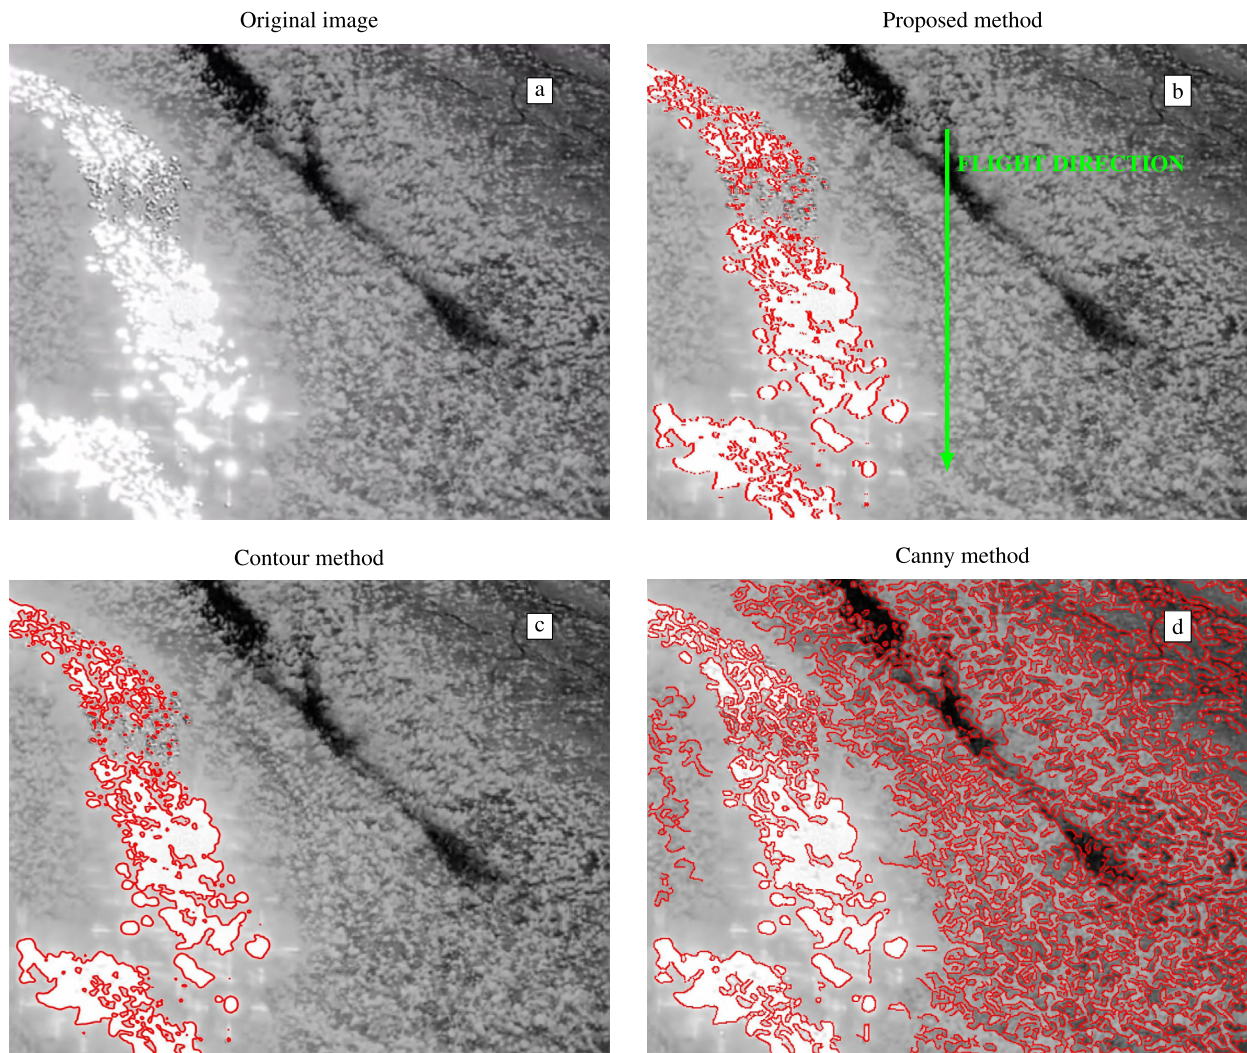 Original image
Proposed method
a
b
FLIGHT DIRECTION
Contour method
Canny method
c
d